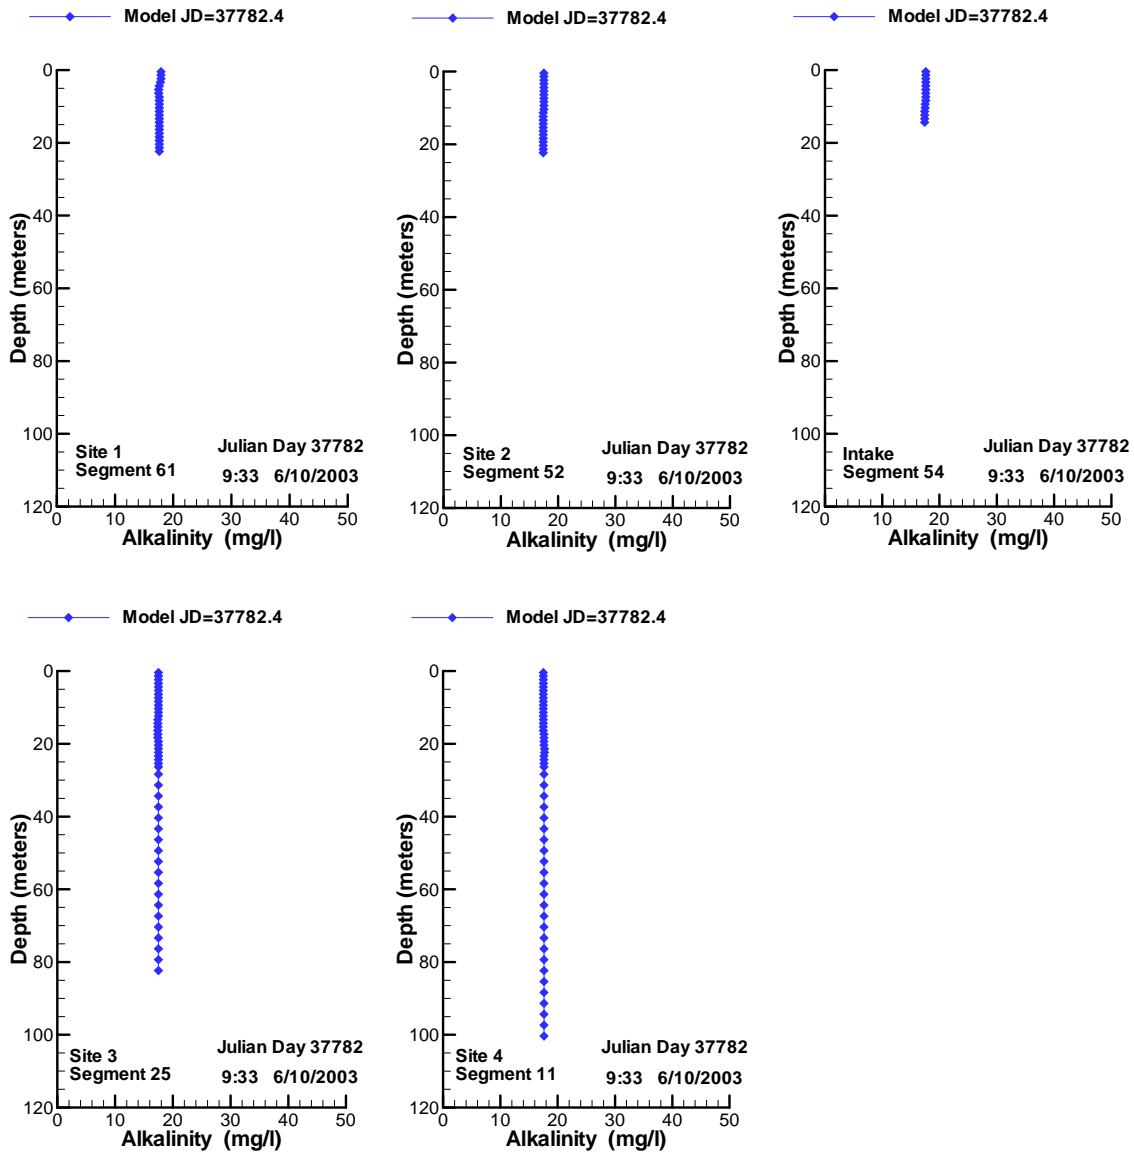 Model JD=37782.4
Model JD=37782.4
Model JD=37782.4
0
20
40
60
80
100
120
Depth (meters)
Site 1
Segment 61
Julian Day 37782
9:33 6/10/2003
0 10 20 30 40 50
Alkalinity (mg/l)
0
20
40
60
80
100
120
Depth (meters)
Site 2
Segment 52
Julian Day 37782
9:33 6/10/2003
0 10 20 30 40 50
Alkalinity (mg/l)
0
20
40
60
80
100
120
Depth (meters)
Intake
Segment 54
Julian Day 37782
9:33 6/10/2003
0 10 20 30 40 50
Alkalinity (mg/l)
Model JD=37782.4
Model JD=37782.4
0
20
40
60
80
100
120
Depth (meters)
Site 3
Segment 25
Julian Day 37782
9:33 6/10/2003
0 10 20 30 40 50
Alkalinity (mg/l)
0
20
40
60
80
100
120
Depth (meters)
Site 4
Segment 11
Julian Day 37782
9:33 6/10/2003
0 10 20 30 40 50
Alkalinity (mg/l)